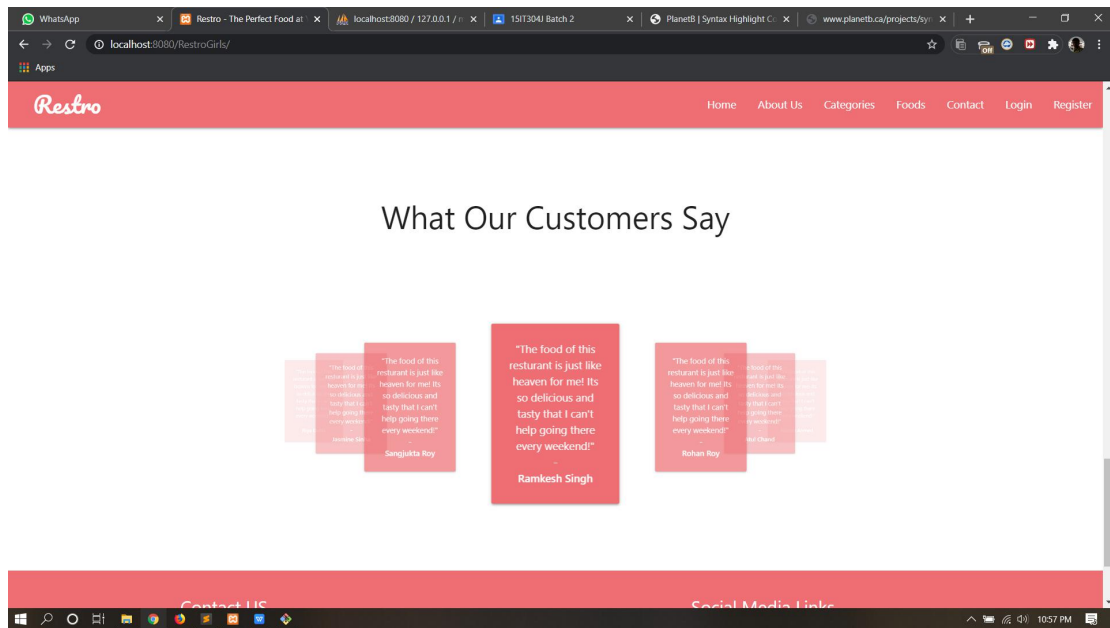 WhatsApp
Restro - The Perfect Food at
localhost:8080 / 127.0.0.1 / m
15IT304J Batch 2
PlanetB | Syntax Highlight Co
www.planetb.ca/projects/syn
localhost:8080/RestroGirls/
Off
Apps
Restro
Home About Us Categories Foods Contact Login Register
What Our Customers Say
"The food of this
resturant is just like
heaven for me! Its
so delicious and
tasty that I can't
help going there
every weekend!"
-
Sangjukta Roy
"The food of this
resturant is just like
heaven for me! Its
so delicious and
tasty that I can't
help going there
every weekend!"
-
Ramkesh Singh
"The food of this
resturant is just like
heaven for me! Its
so delicious and
tasty that I can't
help going there
every weekend!"
-
Rohan Roy
Contact US
Social Media Links
10:57 PM